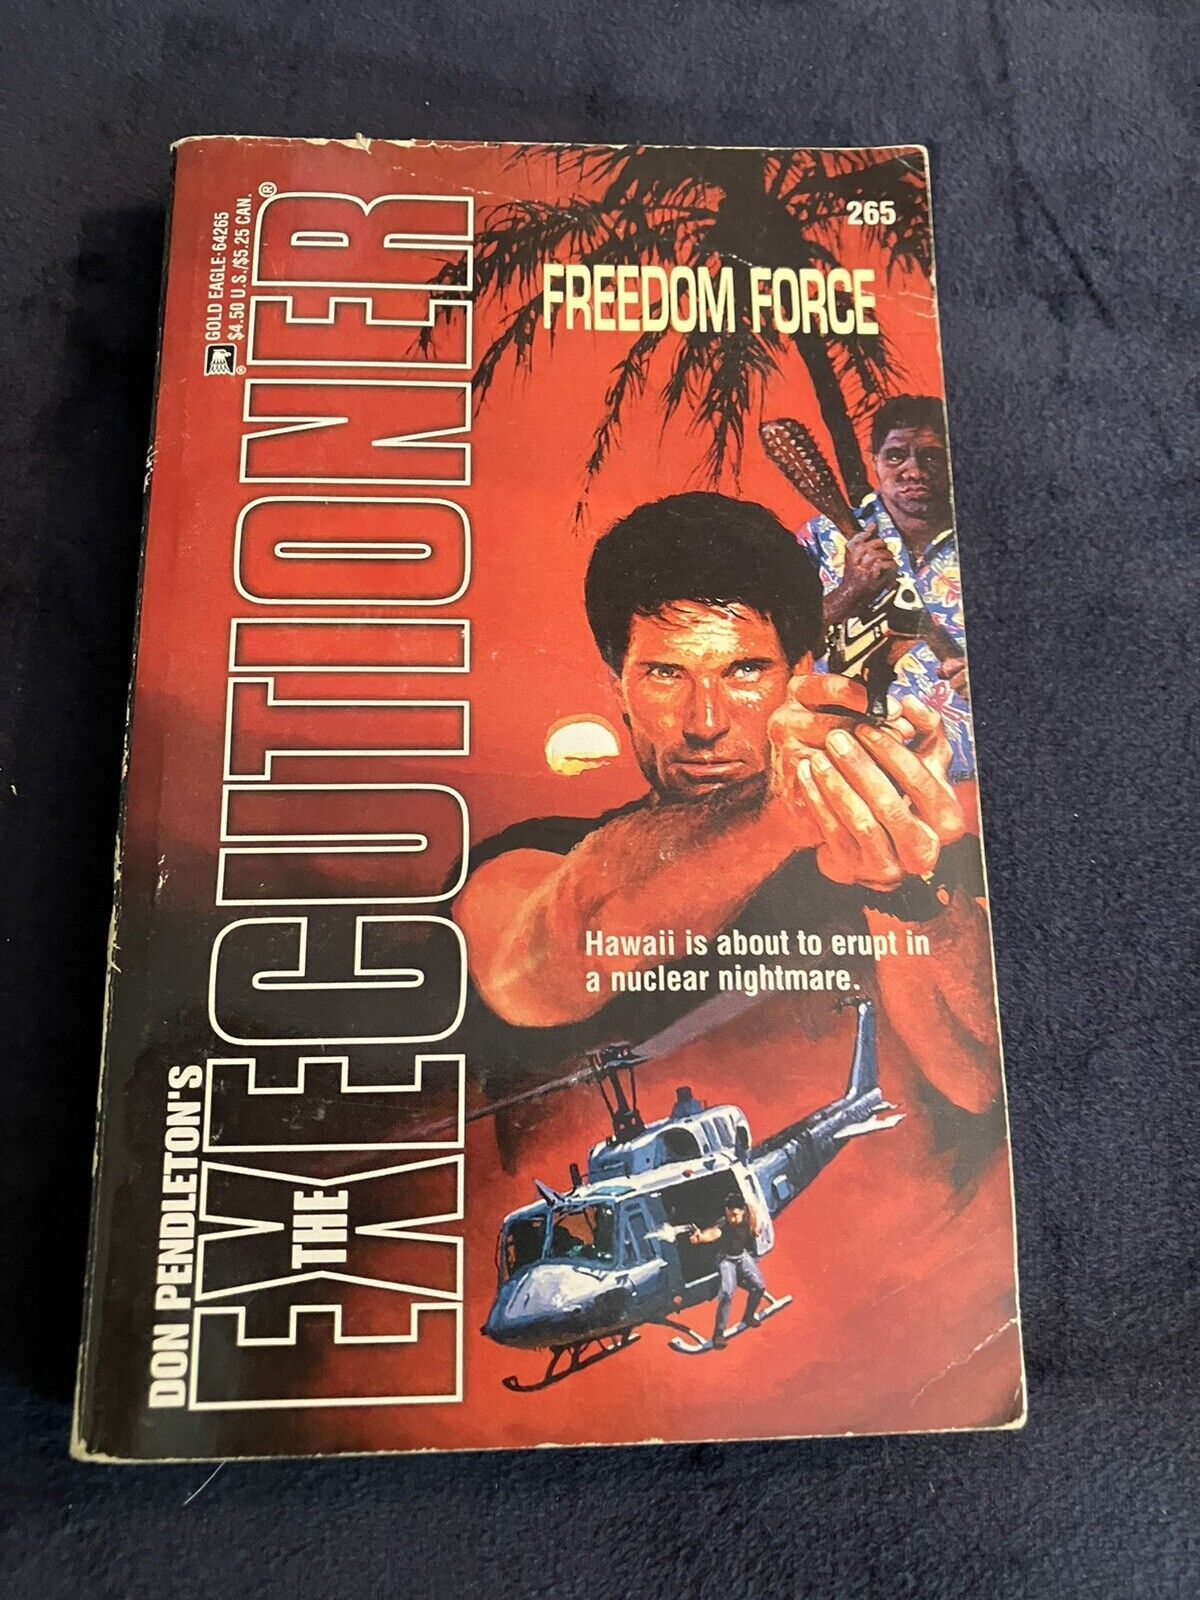 GOLD EAGLE·64265
$4.50 U.S./$5.25 CAN.
®
®
DON PENDLETON'S
THE
EXECUTIONER
265
FREEDOM FORCE
Hawaii is about to erupt in
a nuclear nightmare.